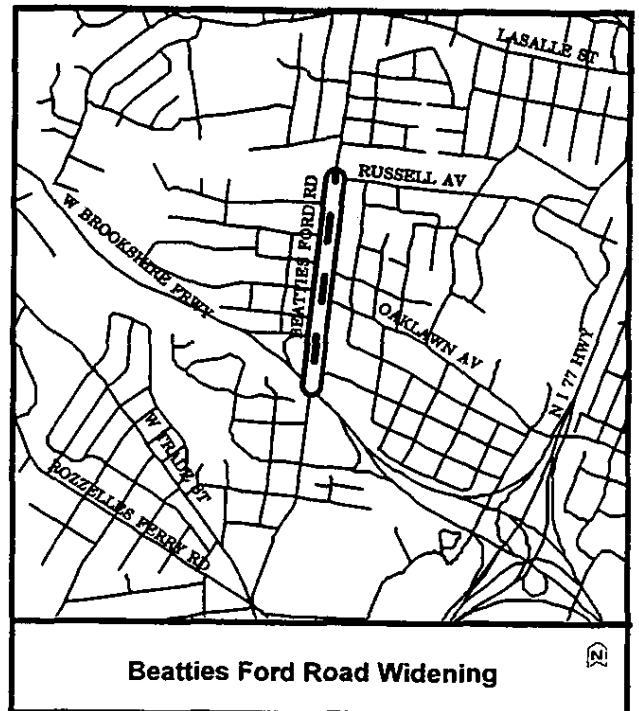 LASALLE ST
RUSSELL AV
BEATTIES FORD RD
W BROOKSHIRE FRWY
OAKLAWN AV
N I 77 HWY
W TRADE ST
ROZZELLES FERRY RD
Beatties Ford Road Widening
N